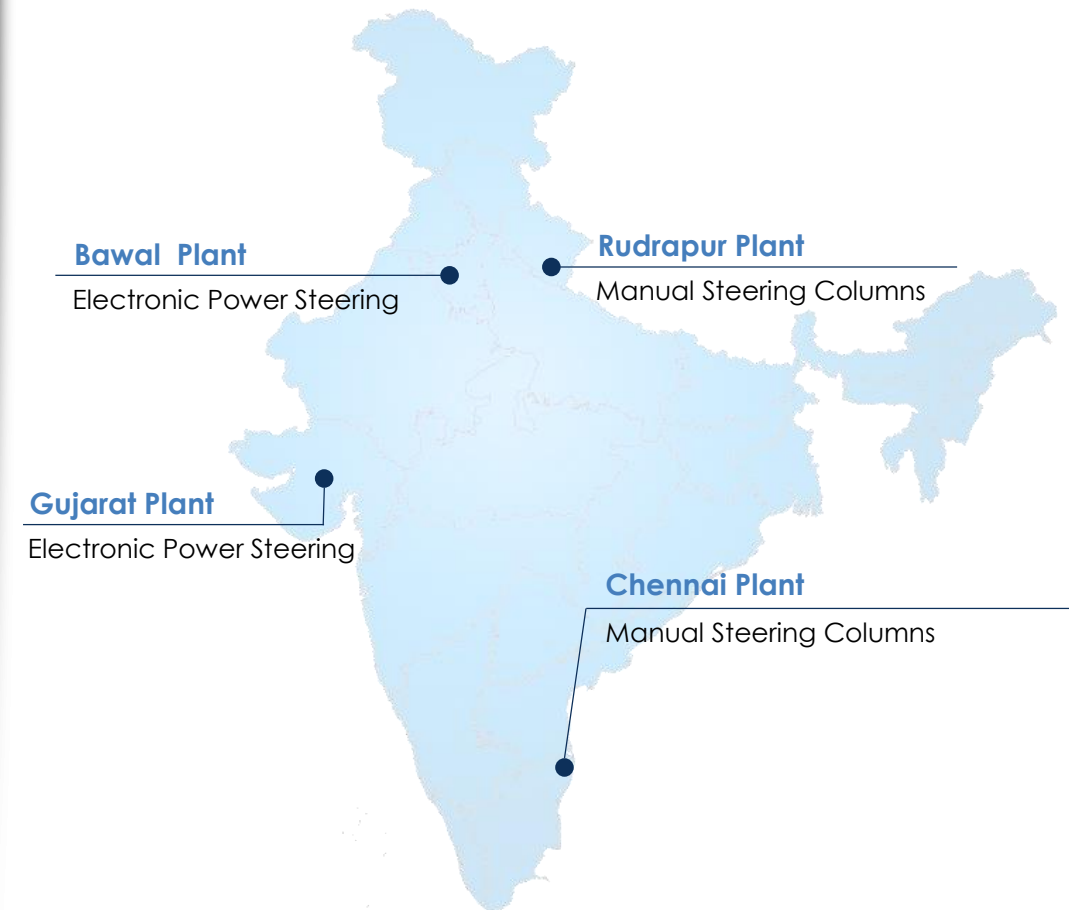 Bawal Plant
Electronic Power Steering
Rudrapur Plant
Manual Steering Columns
Gujarat Plant
Electronic Power Steering
Chennai Plant
Manual Steering Columns